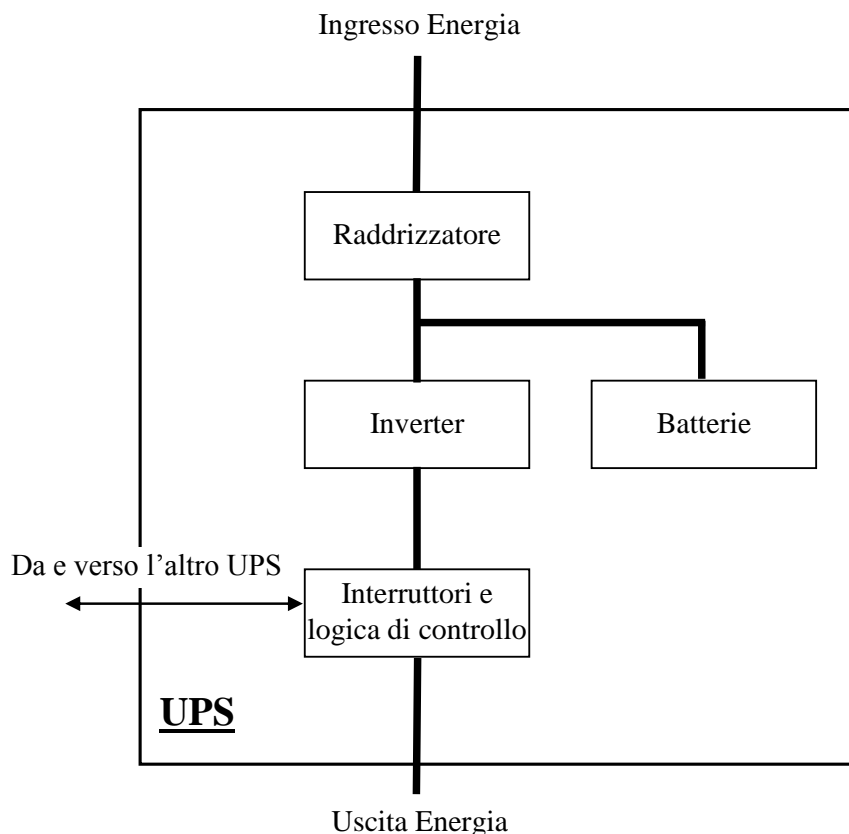 Ingresso Energia
Raddrizzatore
Inverter
Batterie
Da e verso l’altro UPS
Interruttori e
logica di controllo
UPS
Uscita Energia